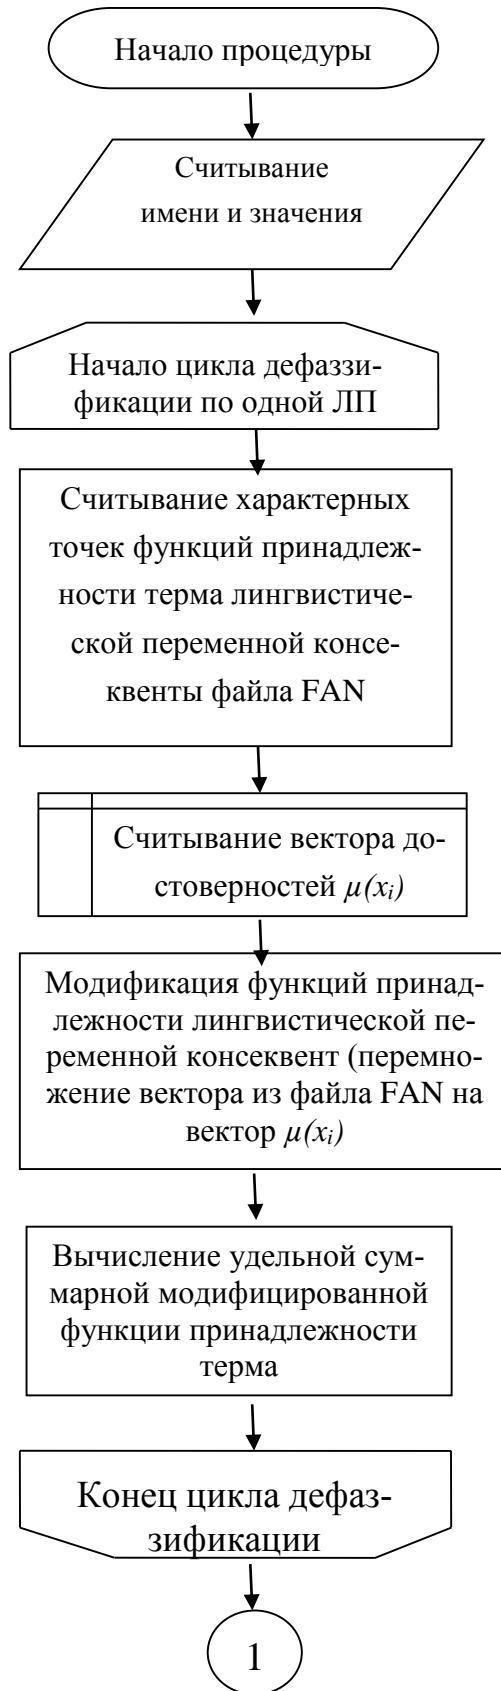 Начало процедуры
Считывание
имени и значения
Начало цикла дефаззи-
фикации по одной ЛП
Считывание характерных
точек функций принадлеж-
ности терма лингвистиче-
ской переменной консе-
квенты файла FAN
Считывание вектора до-
стоверностей μ(xᵢ)
Модификация функций принад-
лежности лингвистической пе-
ременной консеквент (перемно-
жение вектора из файла FAN на
вектор μ(xᵢ)
Вычисление удельной сум-
марной модифицированной
функции принадлежности
терма
Конец цикла дефаз-
зификации
1